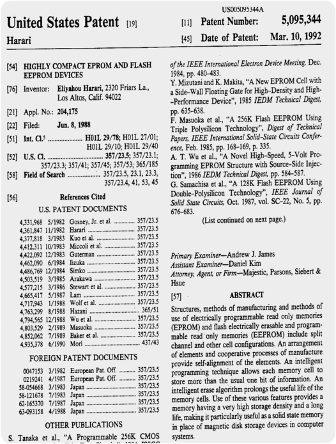 US005095344A
United States Patent [19]
[11] Patent Number: 5,095,344
Harari
[45] Date of Patent: Mar. 10, 1992
[54] HIGHLY COMPACT EPROM AND FLASH
EEPROM DEVICES
[76] Inventor: Eliyahou Harari, 2320 Friars La.,
Los Altos, Calif. 94022
[21] Appl. No.: 204,175
[22] Filed: Jun. 8, 1988
[51] Int. Cl.⁵ H01L 29/78; H01L 27/01;
H01L 29/10; H01L 29/40
[52] U.S. Cl. 357/23.5; 357/23.1;
357/23.3; 357/41; 357/45; 357/53; 365/185
[58] Field of Search 357/23.5, 23.1, 23.3,
357/23.4, 41, 53, 45
[56] References Cited
U.S. PATENT DOCUMENTS
4,331,968 5/1982 Gosney, Jr. et al. 357/23.5
4,361,847 11/1982 Harari 357/23.5
4,377,818 3/1983 Kuo et al. 357/23.5
4,412,311 10/1983 Miccoli et al. 357/23.5
4,422,092 12/1983 Guterman 357/23.5
4,462,090 6/1984 Iizuka 357/23.5
4,486,769 12/1984 Simko 357/23.5
4,503,519 3/1985 Arakawa 357/23.5
4,577,215 3/1986 Stewart et al. 357/23.5
4,665,417 5/1987 Lam 357/23.5
4,717,943 1/1988 Wolf et al. 357/23.5
4,763,299 8/1988 Hazani 365/51
4,794,565 12/1988 Wu et al. 357/23.5
4,803,529 2/1989 Masuoka 357/23.5
4,852,062 7/1989 Baker et al. 357/23.5
4,935,378 6/1990 Mori 437/43
FOREIGN PATENT DOCUMENTS
0047153 3/1982 European Pat. Off. 357/23.5
0219241 4/1987 European Pat. Off. 357/23.5
58-054668 3/1983 Japan 357/23.5
56-121678 7/1983 Japan 357/23.5
62-165370 7/1987 Japan 357/23.5
63-093158 4/1988 Japan 357/23.5
OTHER PUBLICATIONS
S. Tanaka et al., "A Programmable 256K CMOS
of the IEEE International Electron Device Meeting, Dec.
1984, pp. 480-483.
Y. Mizutani and K. Makita, "A New EPROM Cell with
a Side-Wall Floating Gate for High-Density and High-
-Performance Device", 1985 IEDM Technical Digest,
pp. 635-638.
F. Masuoka et al., "A 256K Flash EEPROM Using
Triple Polysilicon Technology", Digest of Technical
Papers, IEEE International Solid-State Circuits Confer-
ence, Feb. 1985, pp. 168-169, p. 335.
A. T. Wu et al., "A Novel High-Speed, 5-Volt Pro-
gramming EPROM Structure with Source-Side Injec-
tion", 1986 IEDM Technical Digest, pp. 584-587.
G. Samachisa et al., "A 128K Flash EEPROM Using
Double-Polysilicon Technology", IEEE Journal of
Solid State Circuits, Oct. 1987, vol. SC-22, No. 5, pp.
676-683.
(List continued on next page.)
Primary Examiner—Andrew J. James
Assistant Examiner—Daniel Kim
Attorney, Agent, or Firm—Majestic, Parsons, Siebert &
Hsue
[57] ABSTRACT
Structures, methods of manufacturing and methods of
use of electrically programmable read only memories
(EPROM) and flash electrically erasable and program-
mable read only memories (EEPROM) include split
channel and other cell configurations. An arrangement
of elements and cooperative processes of manufacture
provide self-alignment of the elements. An intelligent
programming technique allows each memory cell to
store more than the usual one bit of information. An
intelligent erase algorithm prolongs the useful life of the
memory cells. Use of these various features provides a
memory having a very high storage density and a long
life, making it particularly useful as a solid state memory
in place of magnetic disk storage devices in computer
systems.